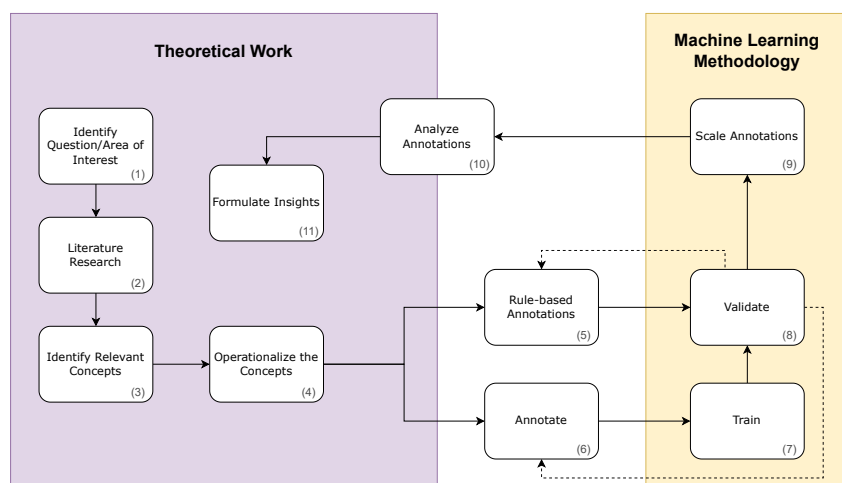 Theoretical Work
Machine Learning
Methodology
Identify
Question/Area of
Interest
(1)
Analyze
Annotations
(10)
Scale Annotations
(9)
Formulate Insights
(11)
Literature
Research
(2)
Rule-based
Annotations
(5)
Validate
(8)
Identify Relevant
Concepts
(3)
Operationalize the
Concepts
(4)
Annotate
(6)
Train
(7)